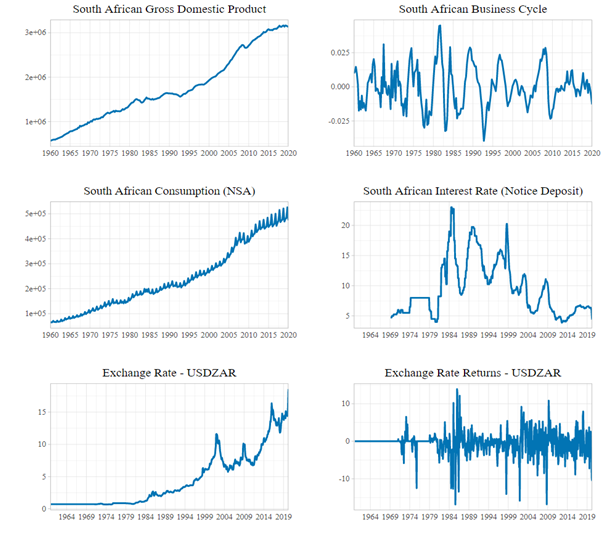 South African Gross Domestic Product
3e+06
2e+06
1e+06
1960 1965 1970 1975 1980 1985 1990 1995 2000 2005 2010 2015 2020
South African Business Cycle
0.025
0.000
-0.025
1960 1965 1970 1975 1980 1985 1990 1995 2000 2005 2010 2015 2020
South African Consumption (NSA)
5e+05
4e+05
3e+05
2e+05
1e+05
1960 1965 1970 1975 1980 1985 1990 1995 2000 2005 2010 2015 2020
South African Interest Rate (Notice Deposit)
20
15
10
5
1964 1969 1974 1979 1984 1989 1994 1999 2004 2009 2014 2019
Exchange Rate - USDZAR
15
10
5
0
1964 1969 1974 1979 1984 1989 1994 1999 2004 2009 2014 2019
Exchange Rate Returns - USDZAR
10
0
-10
1964 1969 1974 1979 1984 1989 1994 1999 2004 2009 2014 2019